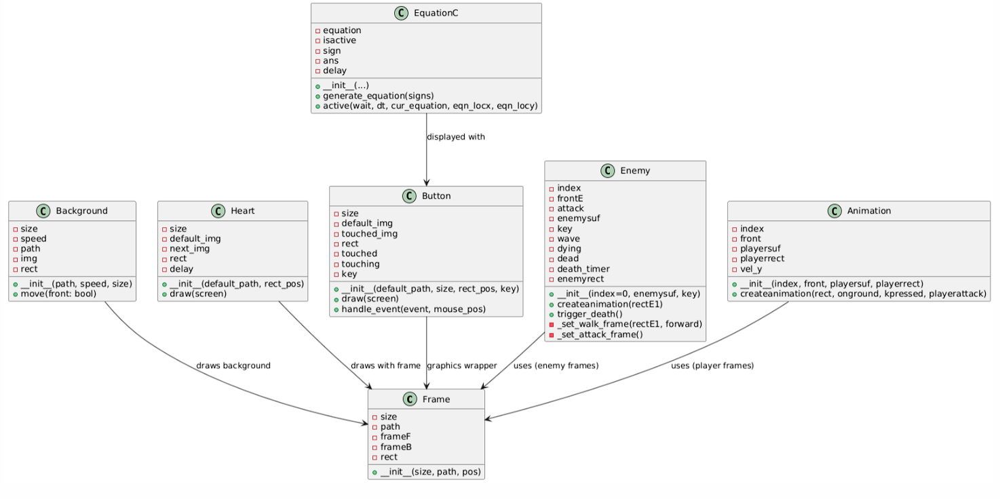 C EquationC
equation
isactive
sign
ans
delay
__init__(...)
generate_equation(signs)
active(wait, dt, cur_equation, eqn_locx, eqn_locy)
displayed with
C Background
size
speed
path
img
rect
__init__(path, speed, size)
move(front: bool)
C Heart
size
default_img
next_img
rect
delay
__init__(default_path, rect_pos)
draw(screen)
C Button
size
default_img
touched_img
rect
touched
touching
key
__init__(default_path, size, rect_pos, key)
draw(screen)
handle_event(event, mouse_pos)
C Enemy
index
frontE
attack
enemysuf
key
wave
dying
dead
death_timer
enemyrect
__init__(index=0, enemysuf, key)
createanimation(rectE1)
trigger_death()
_set_walk_frame(rectE1, forward)
_set_attack_frame()
C Animation
index
front
playersuf
playerrect
vel_y
__init__(index, front, playersuf, playerrect)
createanimation(rect, onground, kpressed, playerattack)
draws background
draws with frame
graphics wrapper
uses (enemy frames)
uses (player frames)
C Frame
size
path
frameF
frameB
rect
__init__(size, path, pos)